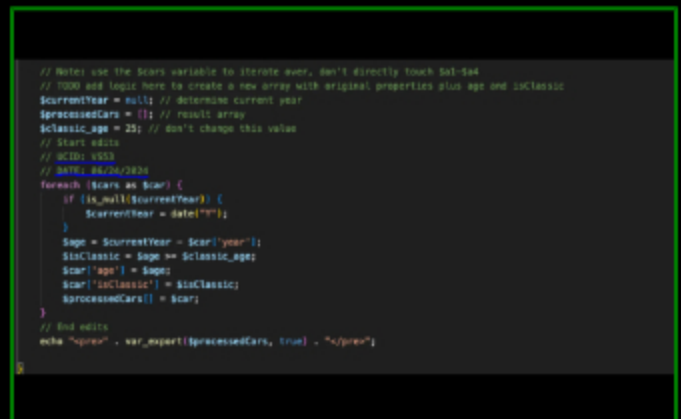 // Note: use the $cars variable to iterate over, don't directly touch $a1-$a4
// TODO add logic here to create a new array with original properties plus age and isClassic
$currentYear = null; // determine current year
$processedCars = []; // result array
$classic_age = 25; // don't change this value
// Start edits
// UCID: VS53
// DATE: 06/24/2024
foreach ($cars as $car) {
if (is_null($currentYear)) {
$currentYear = date("Y");
}
$age = $currentYear - $car['year'];
$isClassic = $age >= $classic_age;
$car['age'] = $age;
$car['isClassic'] = $isClassic;
$processedCars[] = $car;
}
// End edits
echo "<pre>" . var_export($processedCars, true) . "</pre>";
}